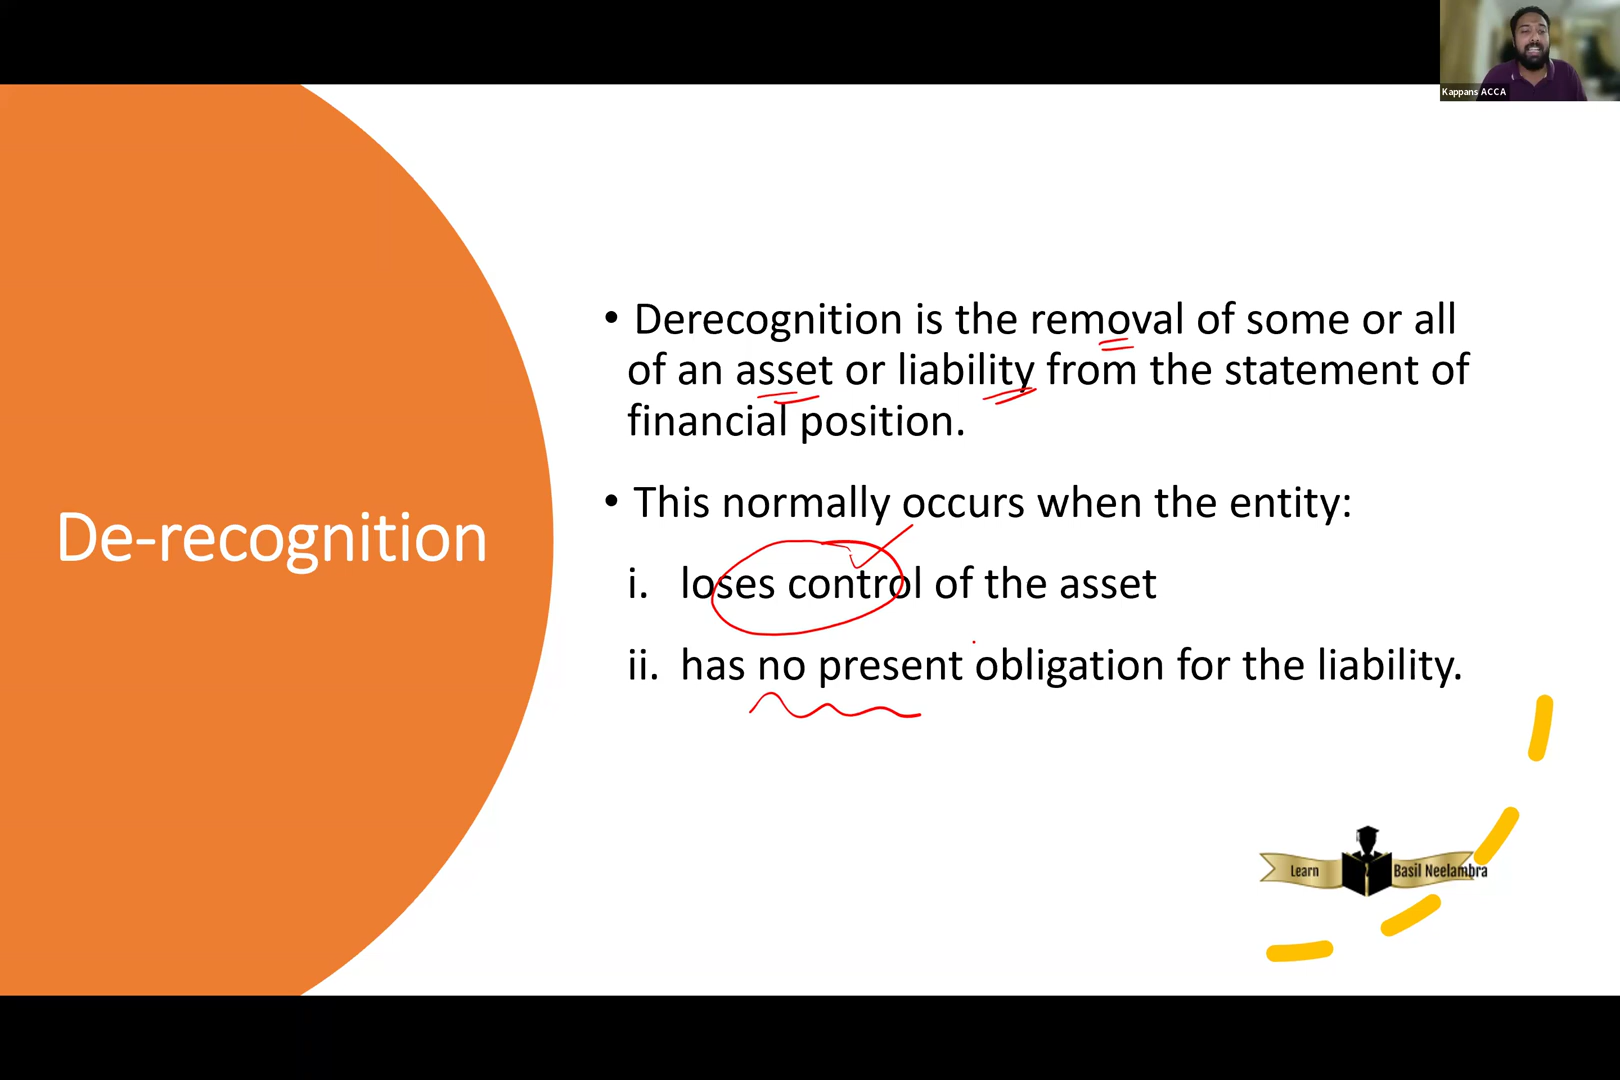 Kappans ACCA
• Derecognition is the removal of some or all
of an asset or liability from the statement of
financial position.
• This normally occurs when the entity:
De-recognition
i. loses control of the asset
ii. has no present obligation for the liability.
Learn Basil Neelambra